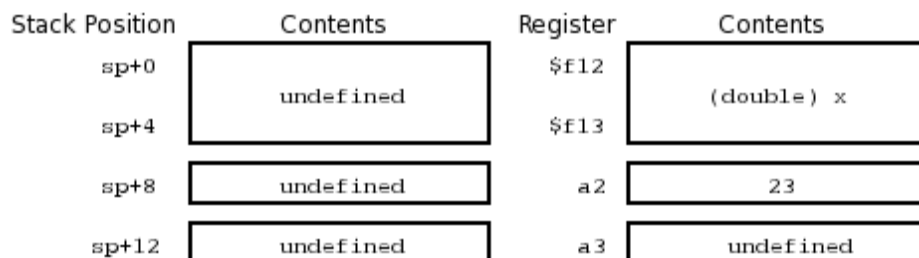 Stack Position Contents Register Contents
sp+0 $f12
undefined (double) x
sp+4 $f13
sp+8 undefined a2 23
sp+12 undefined a3 undefined